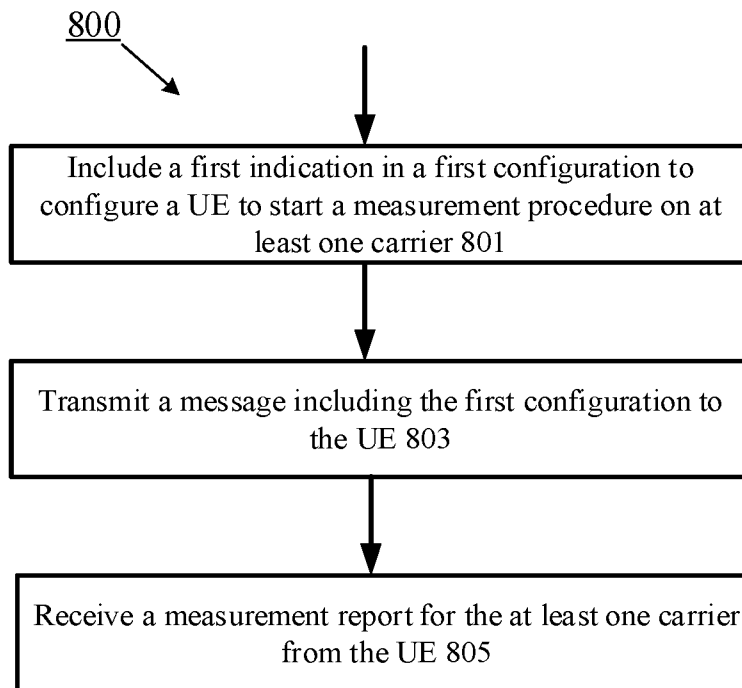 800
Include a first indication in a first configuration to
configure a UE to start a measurement procedure on at
least one carrier 801
Transmit a message including the first configuration to
the UE 803
Receive a measurement report for the at least one carrier
from the UE 805